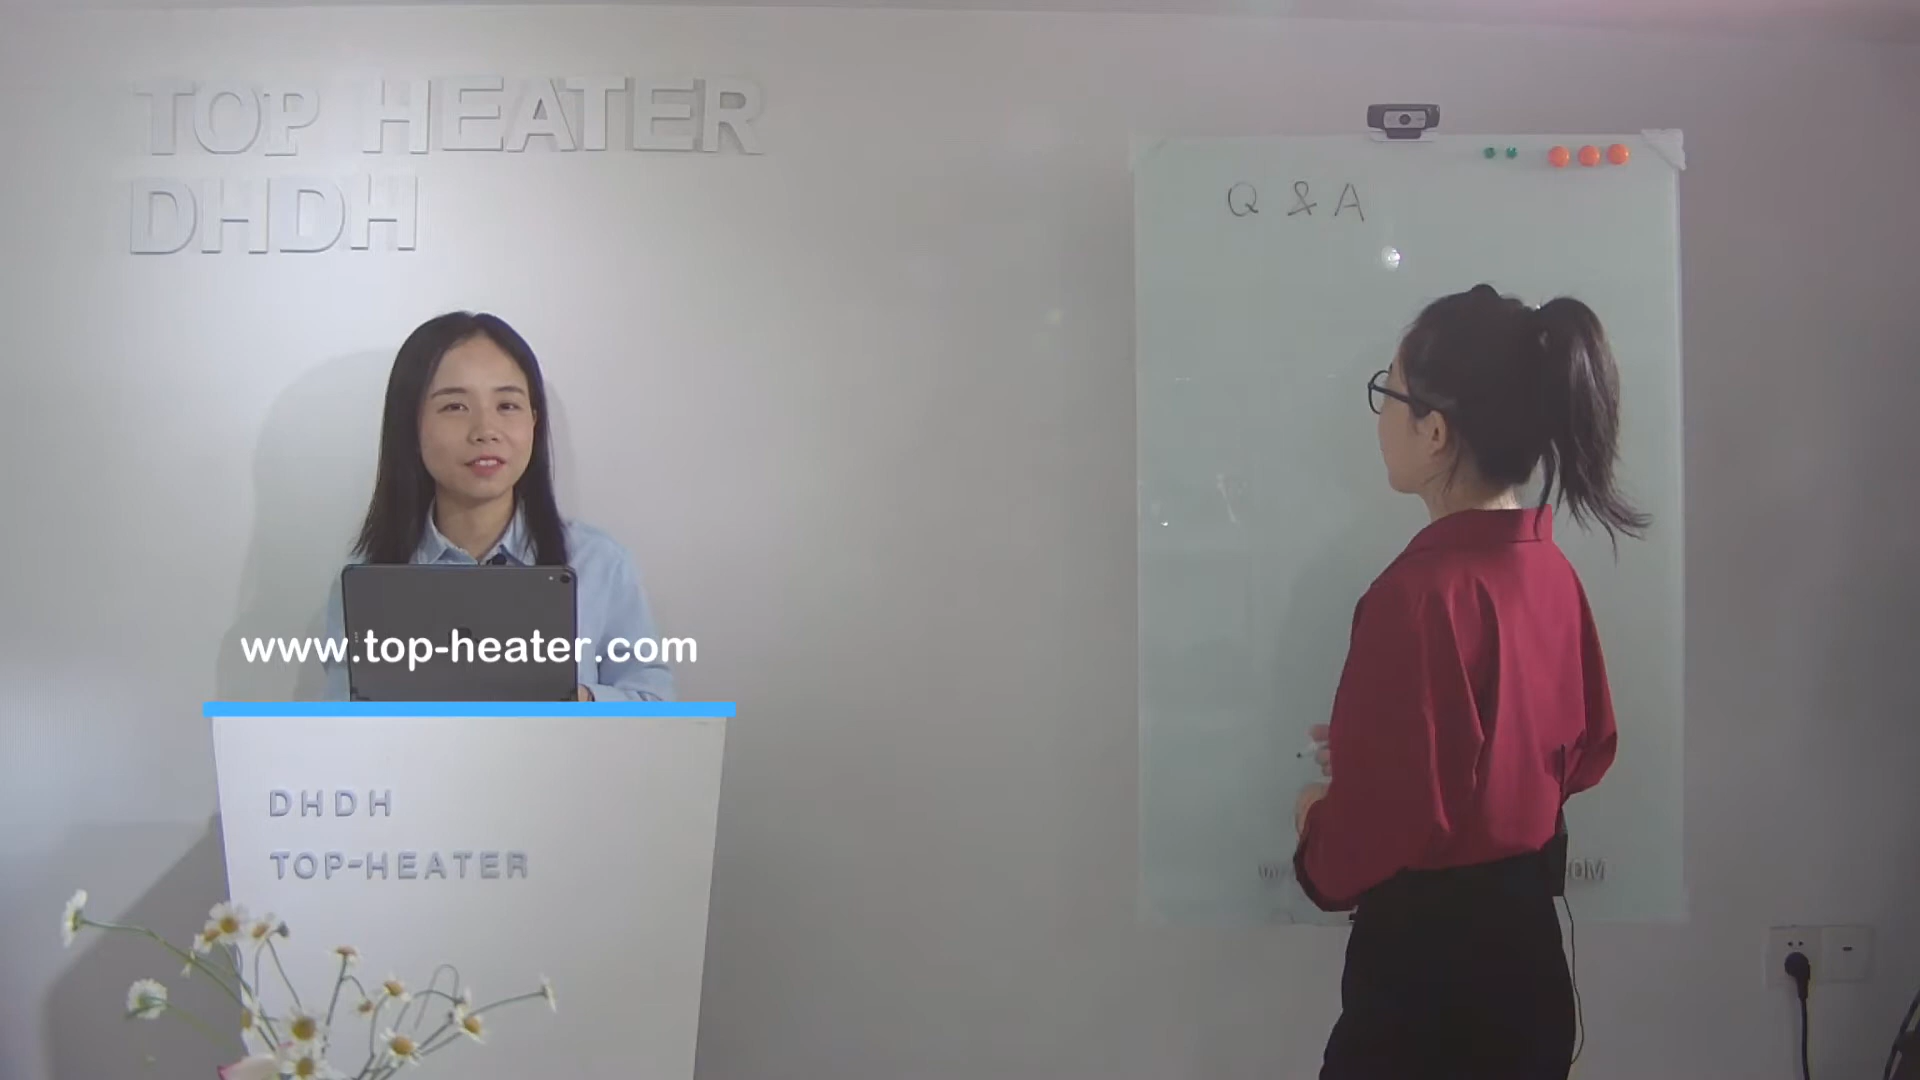 TOP HEATER
DHDH
Q & A
www.top-heater.com
DHDH
TOP-HEATER